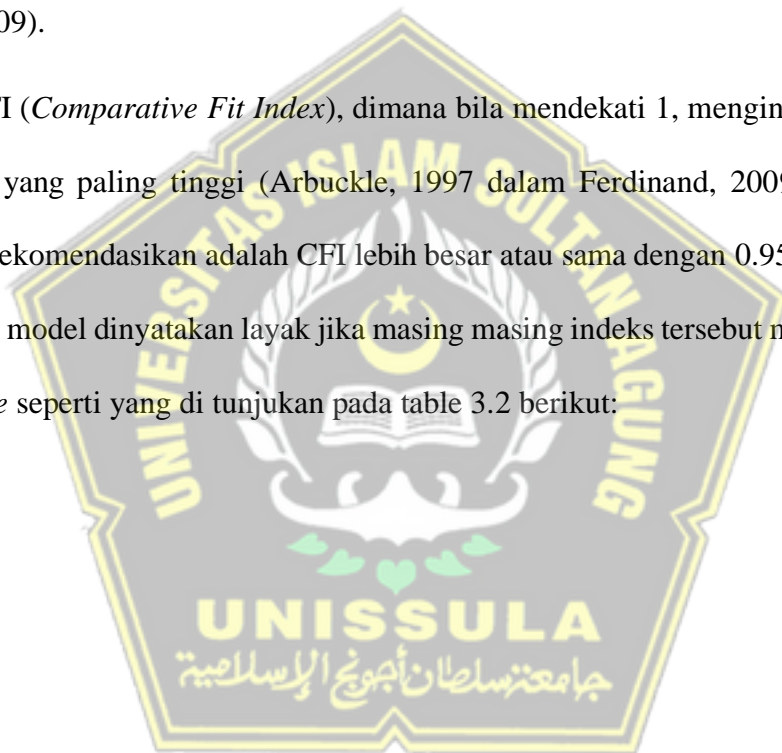 09).
I (Comparative Fit Index), dimana bila mendekati 1, mengin
yang paling tinggi (Arbuckle, 1997 dalam Ferdinand, 2009
ekomendasikan adalah CFI lebih besar atau sama dengan 0.95
model dinyatakan layak jika masing masing indeks tersebut
e seperti yang di tunjukan pada table 3.2 berikut:
UNIVERSITAS ISLAM SULTAN AGUNG
UNISSULA
جامعة سلطان أجونج الإسلامية